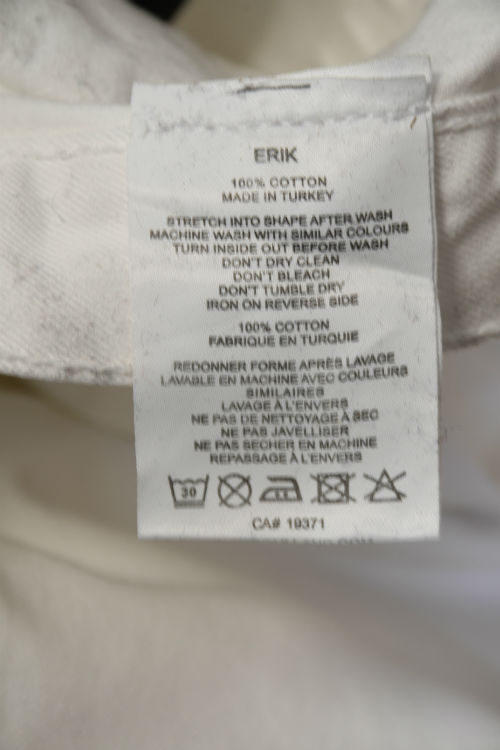 ERIK
100% COTTON
MADE IN TURKEY
STRETCH INTO SHAPE AFTER WASH
MACHINE WASH WITH SIMILAR COLOURS
TURN INSIDE OUT BEFORE WASH
DON'T DRY CLEAN
DON'T BLEACH
DON'T TUMBLE DRY
IRON ON REVERSE SIDE
100% COTTON
FABRIQUE EN TURQUIE
REDONNER FORME APRÈS LAVAGE
LAVABLE EN MACHINE AVEC COULEURS
SIMILAIRES
LAVAGE À L'ENVERS
NE PAS DE NETTOYAGE À SEC
NE PAS JAVELLISER
NE PAS SECHER EN MACHINE
REPASSAGE À L'ENVERS
30
CA# 19371